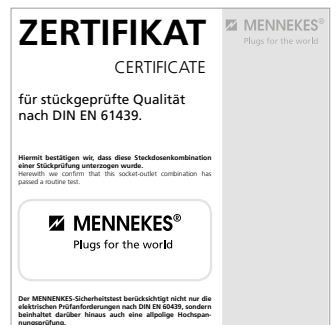 ZERTIFIKAT
CERTIFICATE
MENNEKES®
Plugs for the world
für stückgeprüfte Qualität
nach DIN EN 61439.
Hiermit bestätigen wir, dass diese Steckdosenkombination
einer Stückprüfung unterzogen wurde.
Herewith we confirm that this socket-outlet combination has
passed a routine test.
MENNEKES®
Plugs for the world
Der MENNENKES-Sicherheitstest berücksichtigt nicht nur die
elektrischen Prüfanforderungen nach DIN EN 60439, sondern
beinhaltet darüber hinaus auch eine allpolige Hochspan-
nungsprüfung.